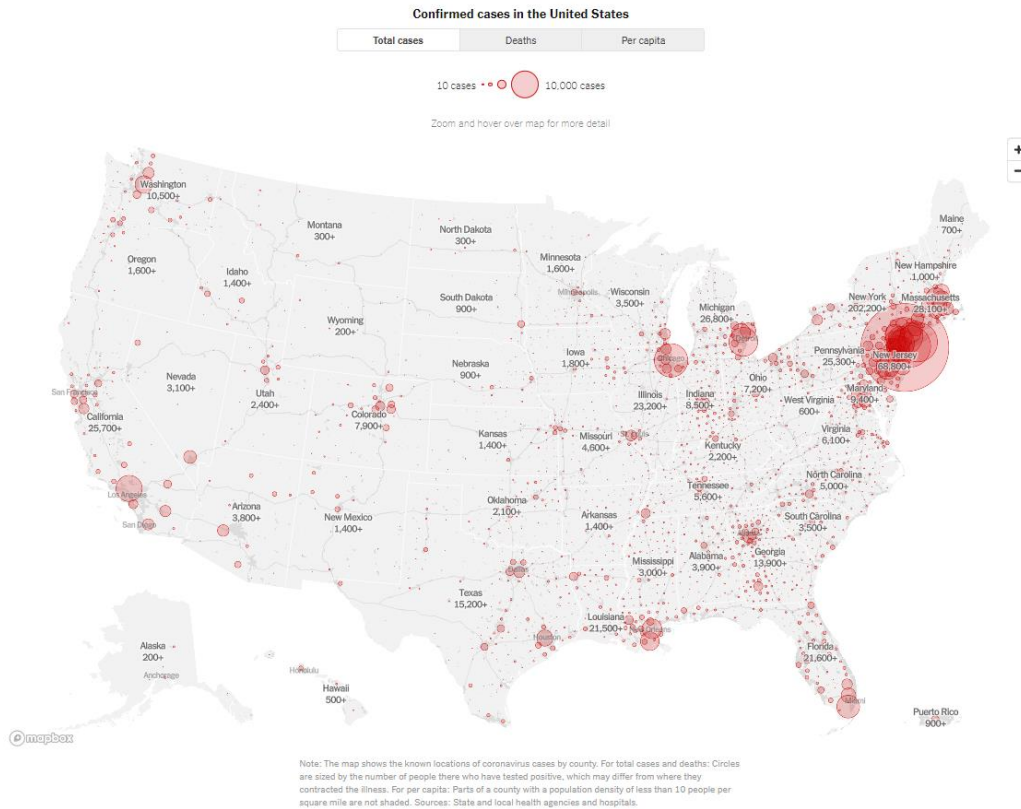 Confirmed cases in the United States
Total cases
Deaths
Per capita
10 cases
10,000 cases
Zoom and hover over map for more detail
+
−
Washington
10,500+
Montana
300+
North Dakota
300+
Minnesota
1,600+
Minneapolis
Maine
700+
Oregon
1,600+
Idaho
1,400+
South Dakota
900+
Wisconsin
3,500+
Michigan
26,800+
Detroit
New Hampshire
1,000+
New York
202,200+
Massachusetts
28,100+
Wyoming
200+
Nebraska
900+
Iowa
1,800+
Chicago
Illinois
23,200+
Indiana
8,500+
Ohio
7,200+
Pennsylvania
25,300+
New Jersey
68,800+
Maryland
9,400+
West Virginia
600+
Virginia
6,100+
San Francisco
California
25,700+
Nevada
3,100+
Utah
2,400+
Colorado
7,900+
Kansas
1,400+
Missouri
4,600+
St. Louis
Kentucky
2,200+
North Carolina
5,000+
Tennessee
5,600+
South Carolina
3,500+
Los Angeles
San Diego
Arizona
3,800+
New Mexico
1,400+
Oklahoma
2,100+
Arkansas
1,400+
Mississippi
3,000+
Alabama
3,900+
Atlanta
Georgia
13,900+
Dallas
Texas
15,200+
Houston
Louisiana
21,500+
New Orleans
Florida
21,600+
Miami
Alaska
200+
Anchorage
Honolulu
Hawaii
500+
Puerto Rico
900+
mapbox
Note: The map shows the known locations of coronavirus cases by county. For total cases and deaths: Circles
are sized by the number of people there who have tested positive, which may differ from where they
contracted the illness. For per capita: Parts of a county with a population density of less than 10 people per
square mile are not shaded. Sources: State and local health agencies and hospitals.